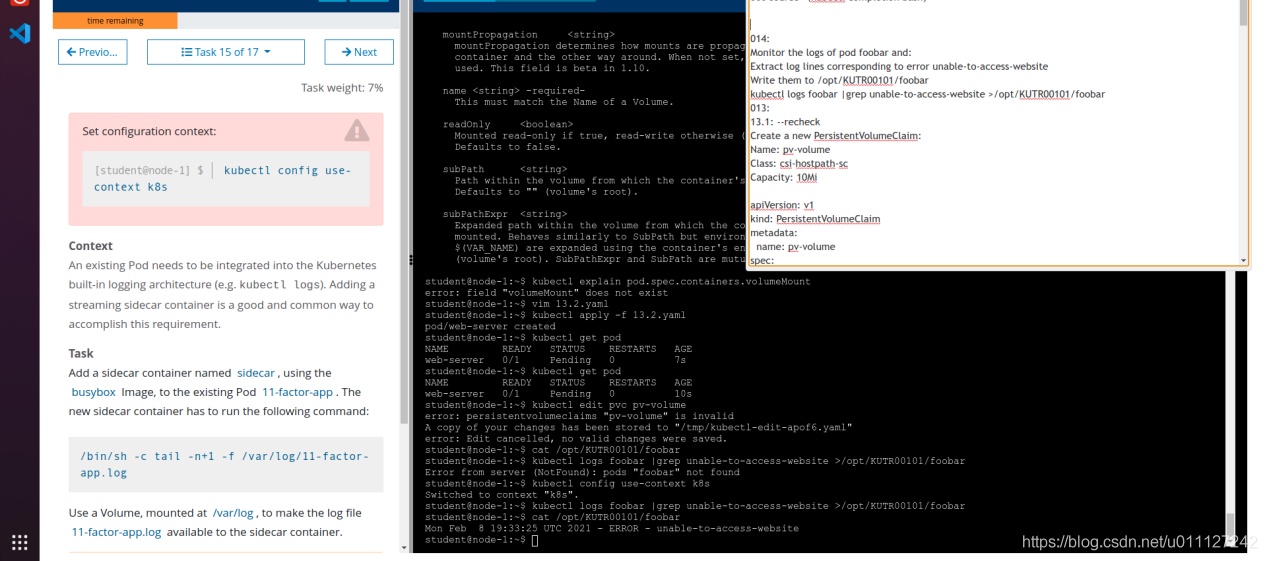 time remaining
Previo...
Task 15 of 17
Next
Task weight: 7%
Set configuration context:
[student@node-1] $ | kubectl config use-
context k8s
Context
An existing Pod needs to be integrated into the Kubernetes
built-in logging architecture (e.g. kubectl logs). Adding a
streaming sidecar container is a good and common way to
accomplish this requirement.
Task
Add a sidecar container named sidecar, using the
busybox Image, to the existing Pod 11-factor-app. The
new sidecar container has to run the following command:
/bin/sh -c tail -n+1 -f /var/log/11-factor-
app.log
Use a Volume, mounted at /var/log, to make the log file
11-factor-app.log available to the sidecar container.
mountPropagation <string>
mountPropagation determines how mounts are propag
container and the other way around. When not set,
used. This field is beta in 1.10.
name <string> -required-
This must match the Name of a Volume.
readOnly <boolean>
Mounted read-only if true, read-write otherwise (
Defaults to false.
subPath <string>
Path within the volume from which the container's
Defaults to "" (volume's root).
subPathExpr <string>
Expanded path within the volume from which the co
mounted. Behaves similarly to SubPath but environ
$(VAR_NAME) are expanded using the container's en
(volume's root). SubPathExpr and SubPath are mutu
student@node-1:~$ kubectl explain pod.spec.containers.volumeMount
error: field "volumeMount" does not exist
student@node-1:~$ vim 13.2.yaml
student@node-1:~$ kubectl apply -f 13.2.yaml
pod/web-server created
student@node-1:~$ kubectl get pod
NAME READY STATUS RESTARTS AGE
web-server 0/1 Pending 0 7s
student@node-1:~$ kubectl get pod
NAME READY STATUS RESTARTS AGE
web-server 0/1 Pending 0 10s
student@node-1:~$ kubectl edit pvc pv-volume
error: persistentvolumeclaims "pv-volume" is invalid
A copy of your changes has been stored to "/tmp/kubectl-edit-apof6.yaml"
error: Edit cancelled, no valid changes were saved.
student@node-1:~$ cat /opt/KUTR00101/foobar
student@node-1:~$ kubectl logs foobar |grep unable-to-access-website >/opt/KUTR00101/foobar
Error from server (NotFound): pods "foobar" not found
student@node-1:~$ kubectl config use-context k8s
Switched to context "k8s".
student@node-1:~$ kubectl logs foobar |grep unable-to-access-website >/opt/KUTR00101/foobar
student@node-1:~$ cat /opt/KUTR00101/foobar
Mon Feb 8 19:33:25 UTC 2021 - ERROR - unable-to-access-website
student@node-1:~$
014:
Monitor the logs of pod foobar and:
Extract log lines corresponding to error unable-to-access-website
Write them to /opt/KUTR00101/foobar
kubectl logs foobar |grep unable-to-access-website >/opt/KUTR00101/foobar
013:
13.1: --recheck
Create a new PersistentVolumeClaim:
Name: pv-volume
Class: csi-hostpath-sc
Capacity: 10Mi
apiVersion: v1
kind: PersistentVolumeClaim
metadata:
name: pv-volume
spec:
https://blog.csdn.net/u011127242